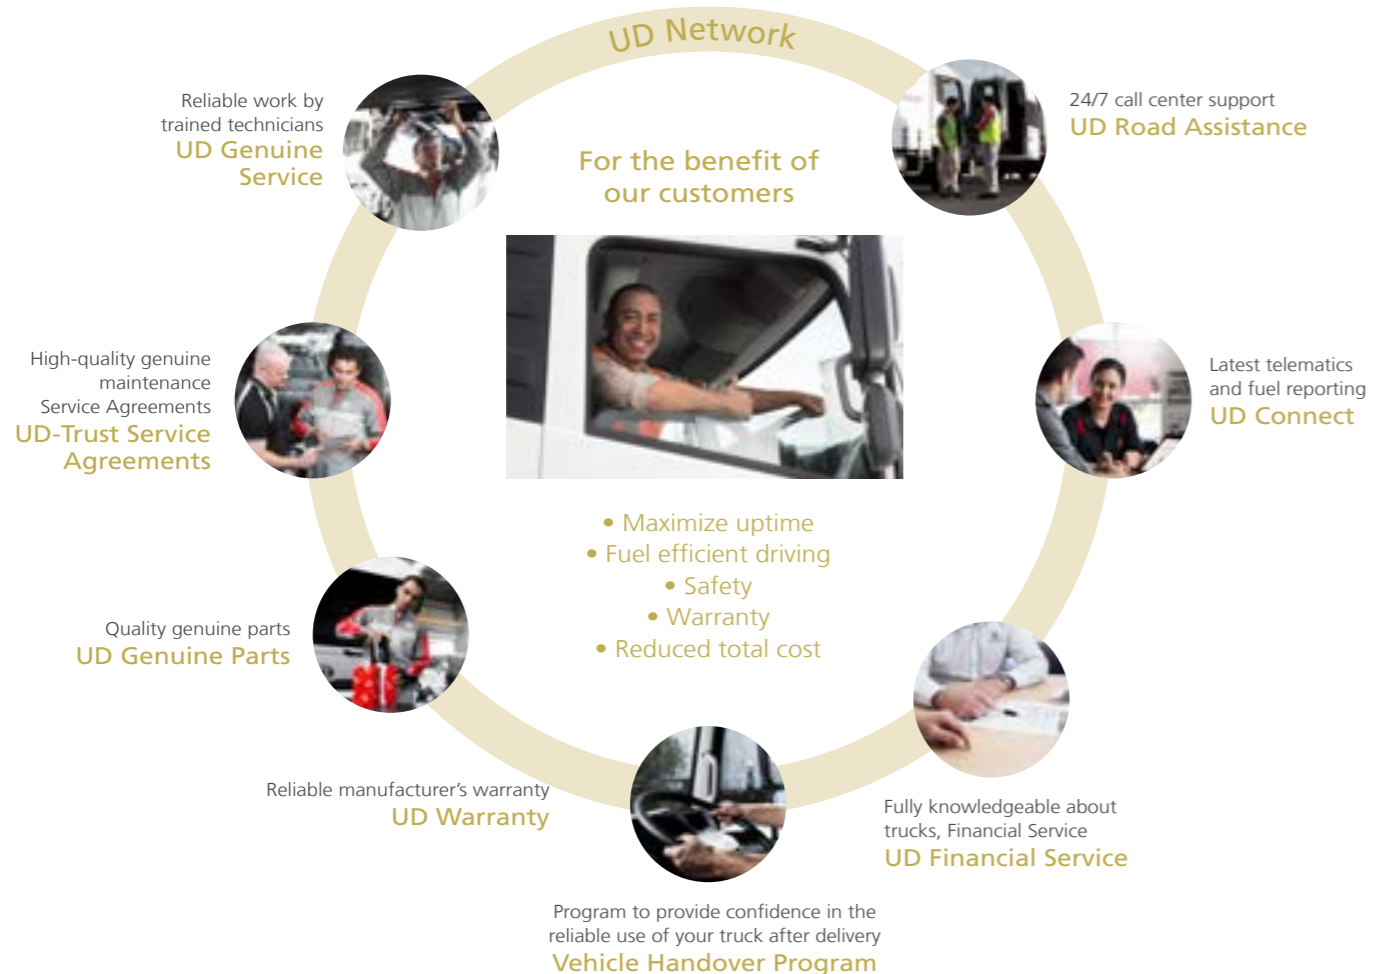 UD Network
Reliable work by
trained technicians
UD Genuine
Service
24/7 call center support
UD Road Assistance
For the benefit of
our customers
High-quality genuine
maintenance
Service Agreements
UD-Trust Service
Agreements
Latest telematics
and fuel reporting
UD Connect
• Maximize uptime
• Fuel efficient driving
• Safety
• Warranty
• Reduced total cost
Quality genuine parts
UD Genuine Parts
Reliable manufacturer’s warranty
UD Warranty
Fully knowledgeable about
trucks, Financial Service
UD Financial Service
Program to provide confidence in the
reliable use of your truck after delivery
Vehicle Handover Program